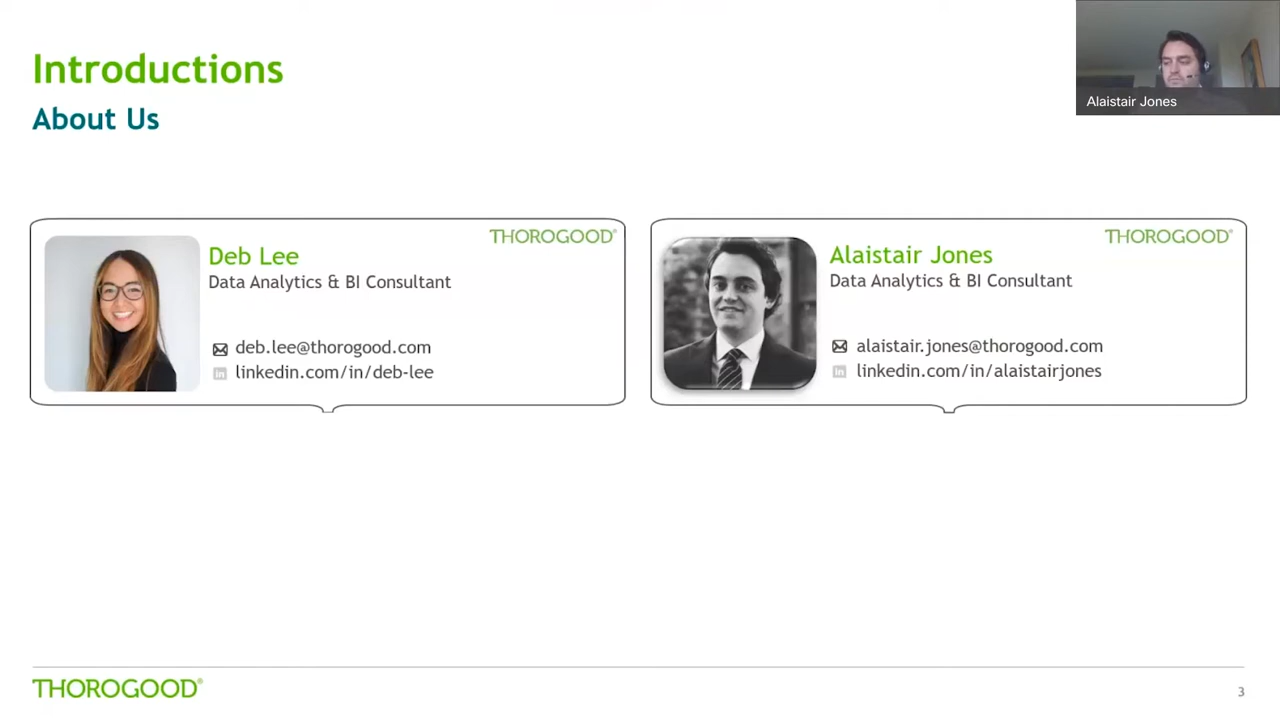 Introductions
About Us
Alaistair Jones
THOROGOOD®
Deb Lee
Data Analytics & BI Consultant
deb.lee@thorogood.com
in linkedin.com/in/deb-lee
THOROGOOD®
Alaistair Jones
Data Analytics & BI Consultant
alaistair.jones@thorogood.com
in linkedin.com/in/alaistairjones
THOROGOOD®
3